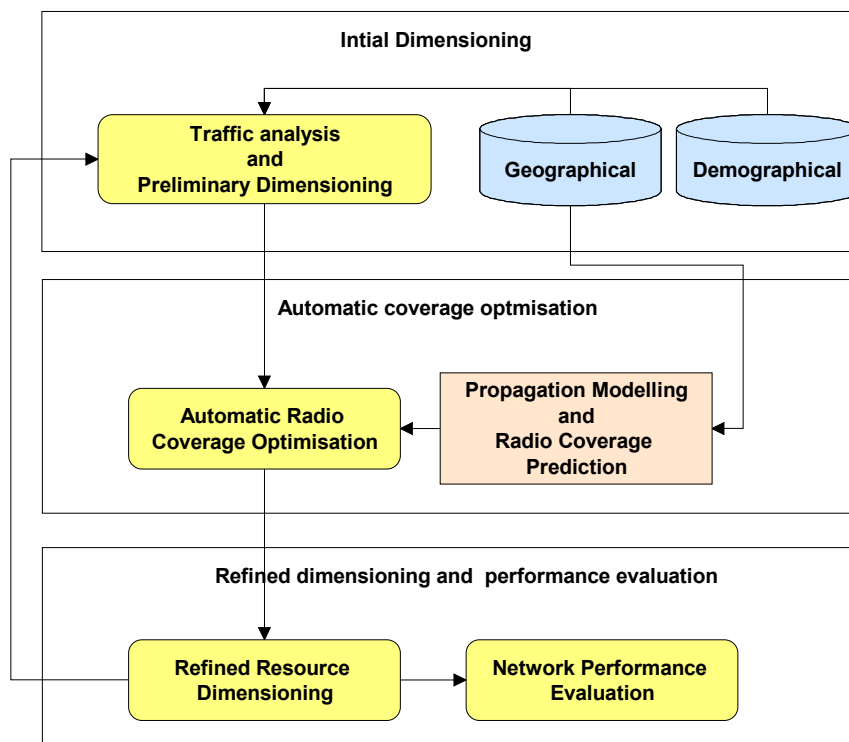 Intial Dimensioning
Traffic analysis
and
Preliminary Dimensioning
Geographical
Demographical
Automatic coverage optmisation
Automatic Radio
Coverage Optimisation
Propagation Modelling
and
Radio Coverage
Prediction
Refined dimensioning and performance evaluation
Refined Resource
Dimensioning
Network Performance
Evaluation